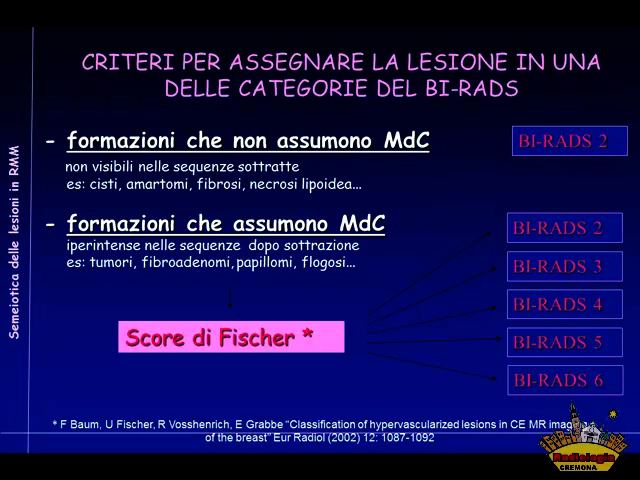 CRITERI PER ASSEGNARE LA LESIONE IN UNA
DELLE CATEGORIE DEL BI-RADS
- formazioni che non assumono MdC
BI-RADS 2
non visibili nelle sequenze sottratte
es: cisti, amartomi, fibrosi, necrosi lipoidea...
- formazioni che assumono MdC
iperintense nelle sequenze dopo sottrazione
es: tumori, fibroadenomi, papillomi, flogosi...
BI-RADS 2
BI-RADS 3
BI-RADS 4
BI-RADS 5
BI-RADS 6
Score di Fischer *
Semeiotica delle lesioni in RMM
* F Baum, U Fischer, R Vosshenrich, E Grabbe “Classification of hypervascularized lesions in CE MR
of the breast” Eur Radiol (2002) 12: 1087-1092
Radiologia
CREMONA